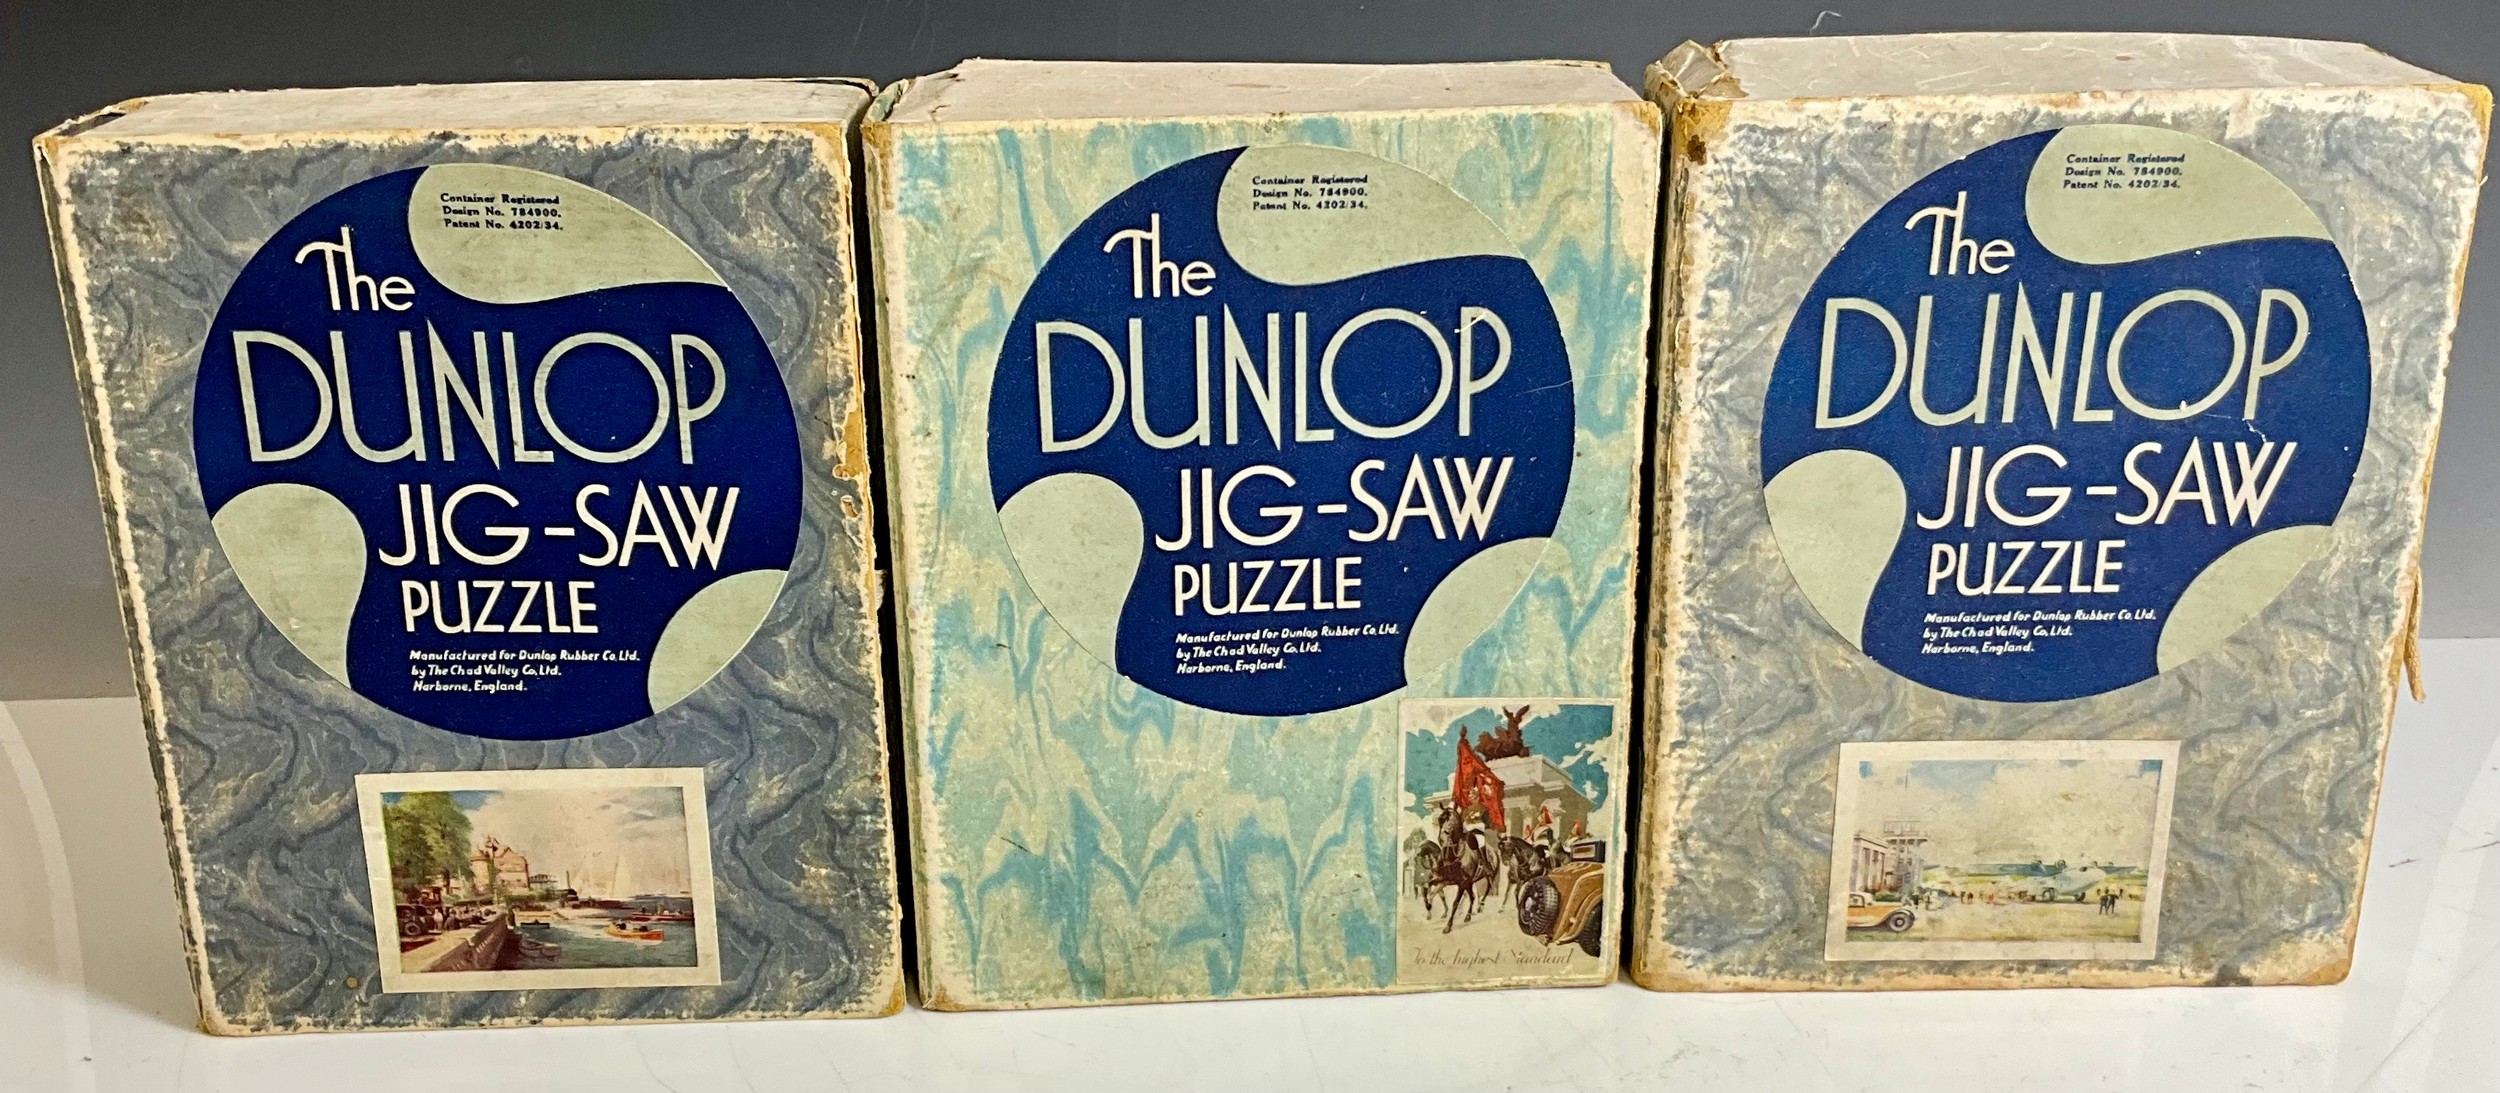 Container Registered
Design No. 784900.
Patent No. 4202/34.
The
DUNLOP
JIG-SAW
PUZZLE
Manufactured for Dunlop Rubber Co, Ltd.
by The Chad Valley Co, Ltd.
Harborne, England.
Container Registered
Design No. 784900.
Patent No. 4202/34.
The
DUNLOP
JIG-SAW
PUZZLE
Manufactured for Dunlop Rubber Co, Ltd.
by The Chad Valley Co, Ltd.
Harborne, England.
To the highest Standard
Container Registered
Design No. 784900.
Patent No. 4202/34.
The
DUNLOP
JIG-SAW
PUZZLE
Manufactured for Dunlop Rubber Co, Ltd.
by The Chad Valley Co, Ltd.
Harborne, England.